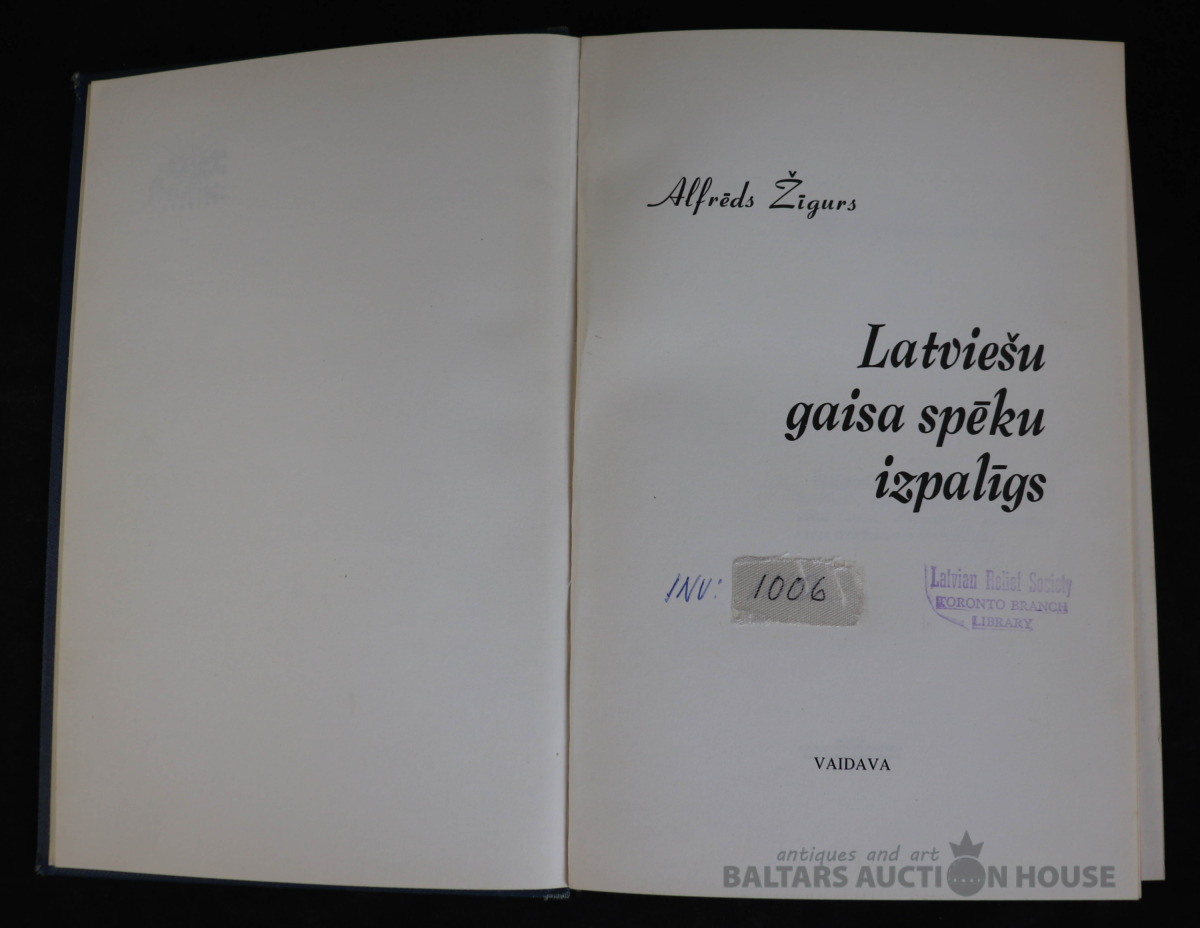 Alfrēds Žīgurs
Latviešu
gaisa spēku
izpalīgs
INV: 1006
Latvian Relief Society
TORONTO BRANCH
LIBRARY
VAIDAVA
antiques and art
BALTARS AUCTION HOUSE